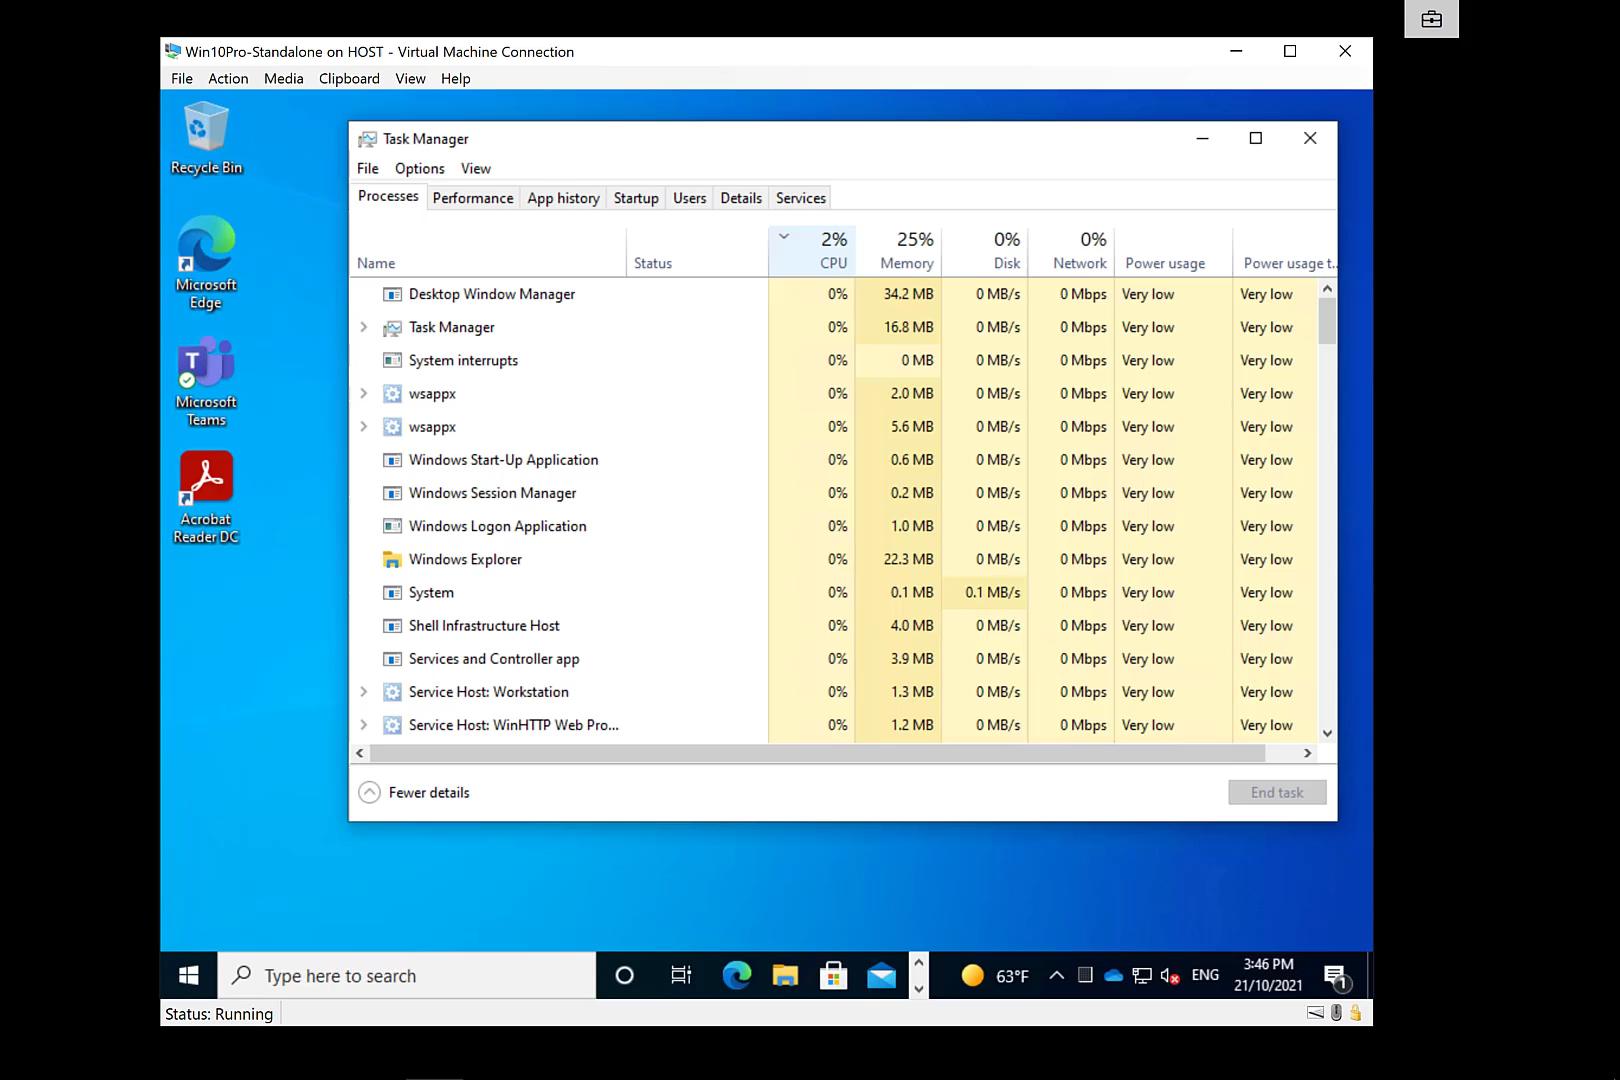 Win10Pro-Standalone on HOST - Virtual Machine Connection
File Action Media Clipboard View Help
Recycle Bin
Microsoft
Edge
Microsoft
Teams
Acrobat
Reader DC
Task Manager
File Options View
Processes Performance App history Startup Users Details Services
2% 25% 0% 0%
Name Status CPU Memory Disk Network Power usage Power usage t...
Desktop Window Manager 0% 34.2 MB 0 MB/s 0 Mbps Very low Very low
Task Manager 0% 16.8 MB 0 MB/s 0 Mbps Very low Very low
System interrupts 0% 0 MB 0 MB/s 0 Mbps Very low Very low
wsappx 0% 2.0 MB 0 MB/s 0 Mbps Very low Very low
wsappx 0% 5.6 MB 0 MB/s 0 Mbps Very low Very low
Windows Start-Up Application 0% 0.6 MB 0 MB/s 0 Mbps Very low Very low
Windows Session Manager 0% 0.2 MB 0 MB/s 0 Mbps Very low Very low
Windows Logon Application 0% 1.0 MB 0 MB/s 0 Mbps Very low Very low
Windows Explorer 0% 22.3 MB 0 MB/s 0 Mbps Very low Very low
System 0% 0.1 MB 0.1 MB/s 0 Mbps Very low Very low
Shell Infrastructure Host 0% 4.0 MB 0 MB/s 0 Mbps Very low Very low
Services and Controller app 0% 3.9 MB 0 MB/s 0 Mbps Very low Very low
Service Host: Workstation 0% 1.3 MB 0 MB/s 0 Mbps Very low Very low
Service Host: WinHTTP Web Pro... 0% 1.2 MB 0 MB/s 0 Mbps Very low Very low
Fewer details End task
Type here to search 63°F ENG 3:46 PM
21/10/2021 1
Status: Running